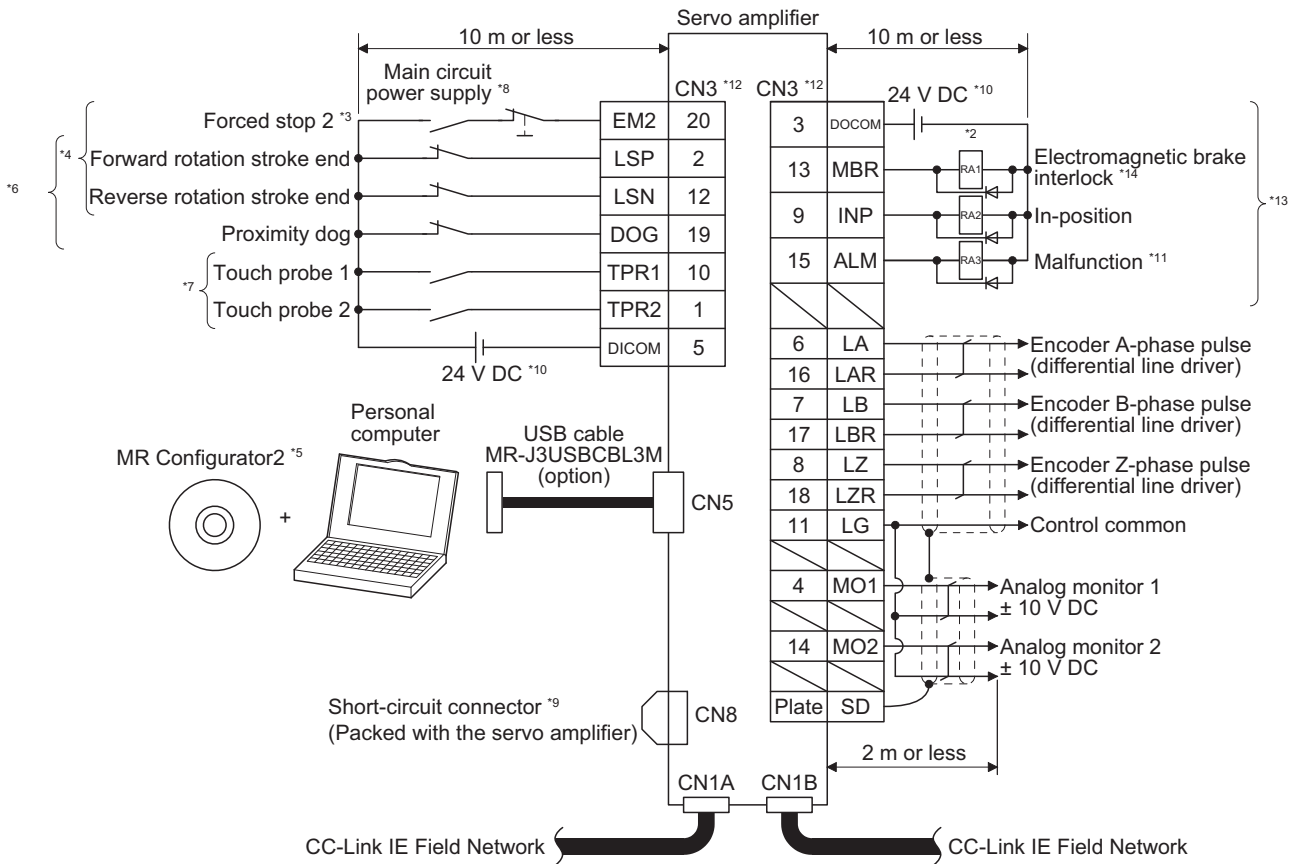 Servo amplifier
10 m or less
10 m or less
Main circuit
power supply *8
CN3 *12
CN3 *12
24 V DC *10
Forced stop 2 *3
EM2 20
*4 Forward rotation stroke end
LSP 2
*6
Reverse rotation stroke end
LSN 12
Proximity dog
DOG 19
*7 Touch probe 1
TPR1 10
Touch probe 2
TPR2 1
DICOM 5
24 V DC *10
3 DOCOM
*2
13 MBR
RA1
Electromagnetic brake
interlock *14
*13
9 INP
RA2
In-position
15 ALM
RA3
Malfunction *11
6 LA
Encoder A-phase pulse
(differential line driver)
16 LAR
7 LB
Encoder B-phase pulse
(differential line driver)
17 LBR
8 LZ
Encoder Z-phase pulse
(differential line driver)
18 LZR
11 LG
Control common
4 MO1
Analog monitor 1
± 10 V DC
14 MO2
Analog monitor 2
± 10 V DC
Plate SD
2 m or less
Personal
computer
MR Configurator2 *5
+
USB cable
MR-J3USBCBL3M
(option)
CN5
Short-circuit connector *9
(Packed with the servo amplifier)
CN8
CN1A
CN1B
CC-Link IE Field Network
CC-Link IE Field Network